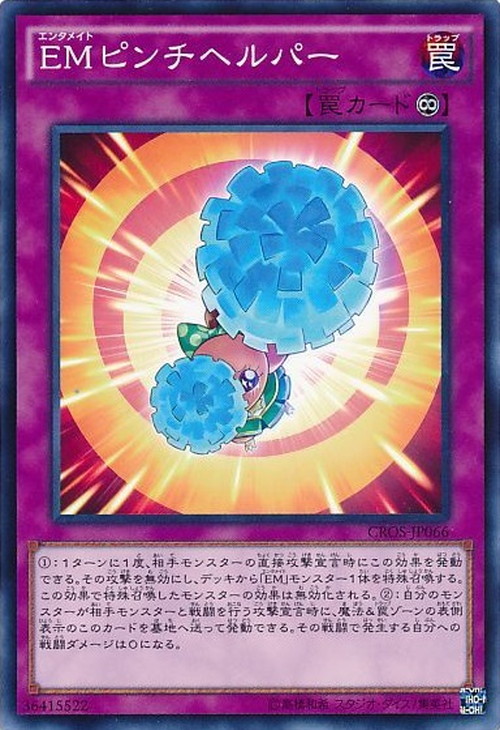 エンタメイト
EMピンチヘルパー
トラップ
罠
【罠カード∞】
CROS-JP066
①:1ターンに1度、相手モンスターの直接攻撃宣言時にこの効果を発動
できる。その攻撃を無効にし、デッキから「EM」モンスター1体を特殊召喚する。
この効果で特殊召喚したモンスターの効果は無効化される。②:自分のモン
スターが相手モンスターと戦闘を行う攻撃宣言時に、魔法&罠ゾーンの表側
表示のこのカードを墓地へ送って発動できる。その戦闘で発生する自分への
戦闘ダメージは0になる。
36415522
©高橋和希 スタジオ・ダイス/集英社